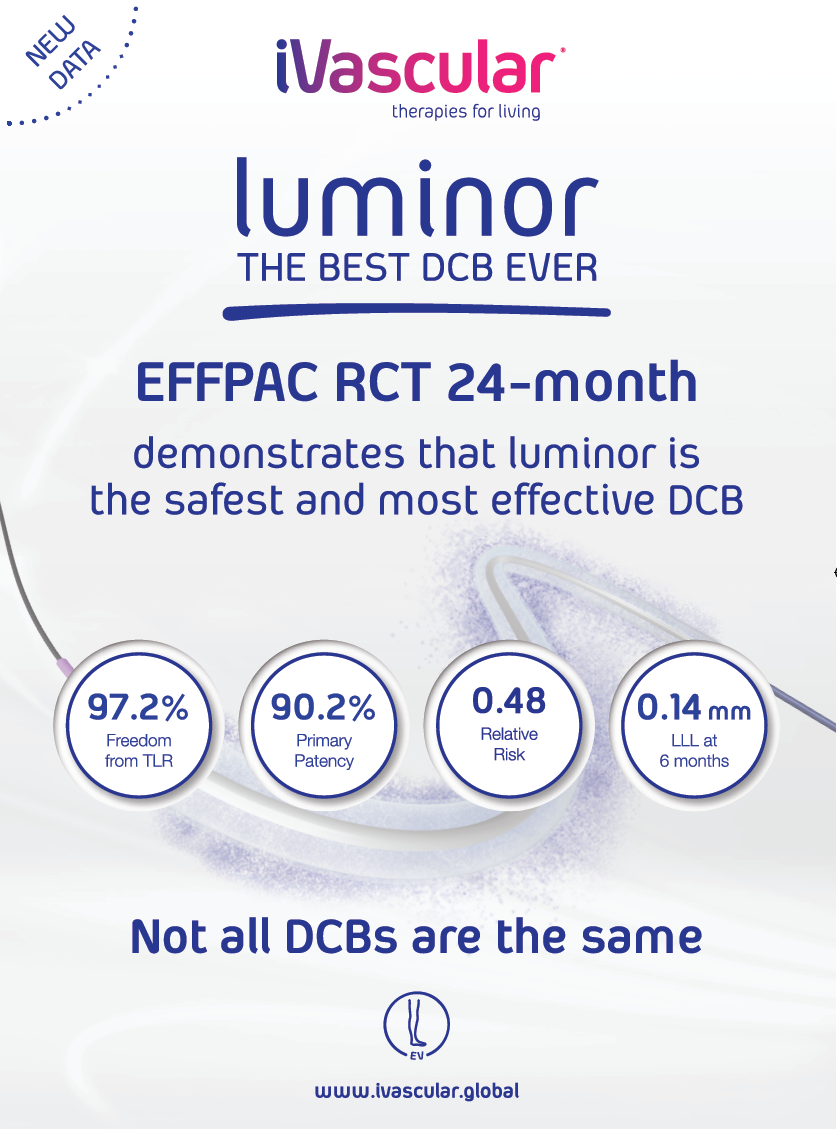 NEW
DATA
iVascular®
therapies for living
luminor
THE BEST DCB EVER
EFFPAC RCT 24-month
demonstrates that luminor is
the safest and most effective DCB
97.2%
Freedom
from TLR
90.2%
Primary
Patency
0.48
Relative
Risk
0.14 mm
LLL at
6 months
Not all DCBs are the same
EV
www.ivascular.global